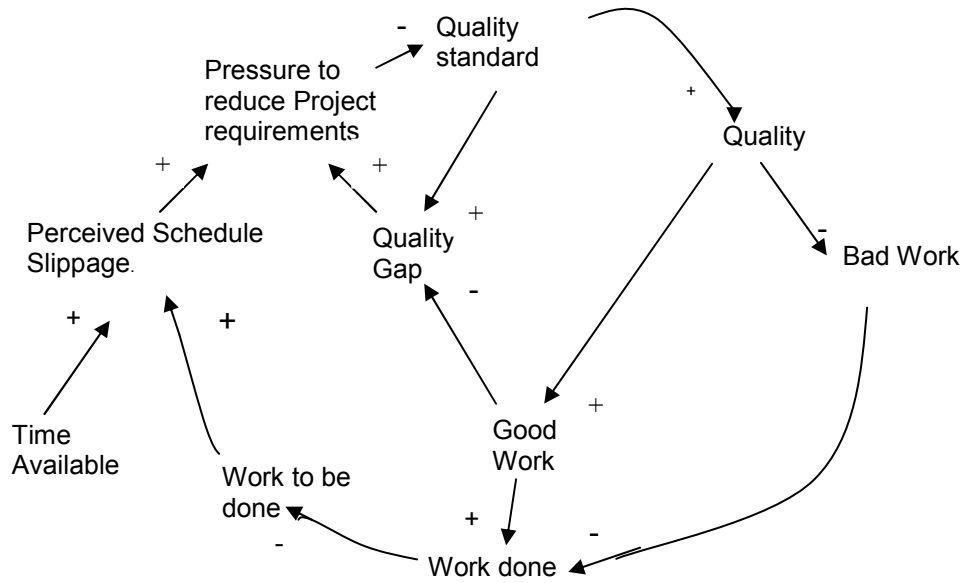 -
Quality
standard
Pressure to
reduce Project
requirements
+
Quality
+
+
+
Perceived Schedule
Slippage.
Quality
Gap
-
Bad Work
-
+
+
+
Good
Work
Time
Available
Work to be
done
+
-
-
Work done